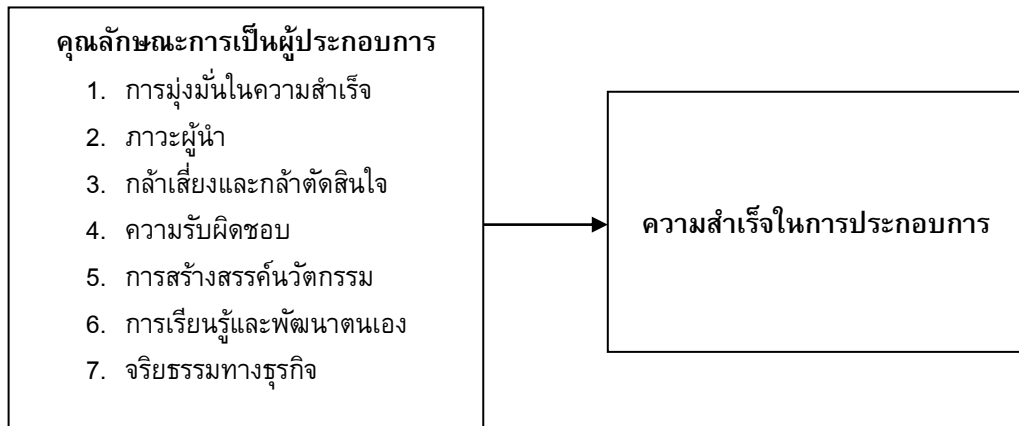 คุณลักษณะการเป็นผู้ประกอบการ
1. การมุ่งมั่นในความสำเร็จ
2. ภาวะผู้นำ
3. กล้าเสี่ยงและกล้าตัดสินใจ
4. ความรับผิดชอบ
5. การสร้างสรรค์นวัตกรรม
6. การเรียนรู้และพัฒนาตนเอง
7. จริยธรรมทางธุรกิจ
ความสำเร็จในการประกอบการ